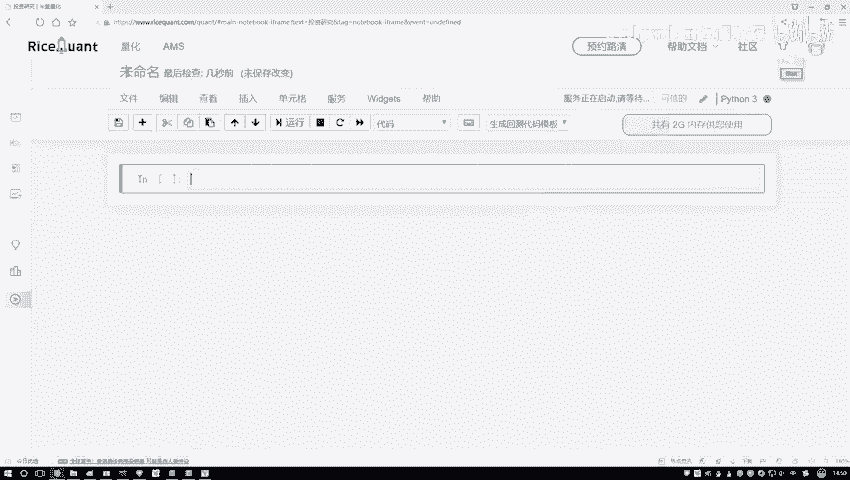 投资研究 | 米筐量化
https://www.ricequant.com/quant/#main-notebook-iframe:text=投资研究&tag=notebook-iframe&event=undefined
RiceQuant 量化 AMS 预约路演 帮助文档 社区
未命名 最后检查: 几秒前 (未保存改变)
文件 编辑 查看 插入 单元格 服务 Widgets 帮助 服务正在启动,请等待... 可信的 Python 3
运行 代码 生成回测代码模板 共有 2G 内存供您使用
In [ ]: